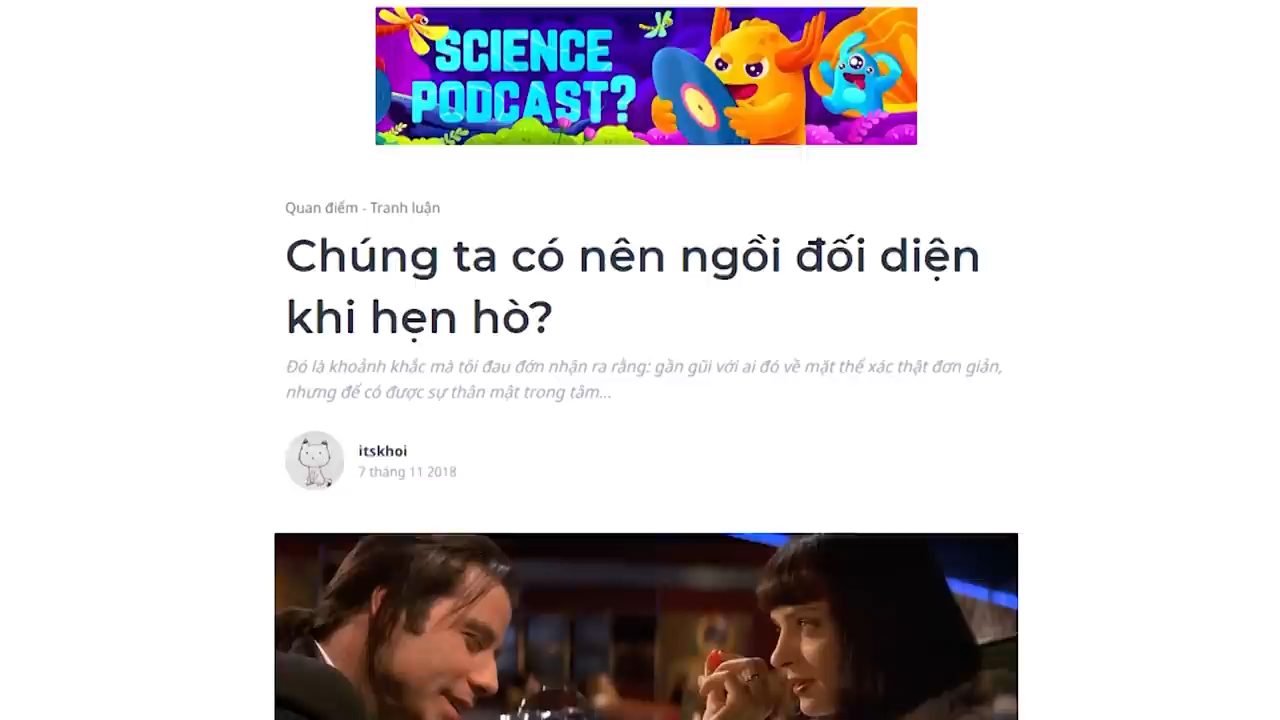 SCIENCE
PODCAST?
Quan điểm - Tranh luận
Chúng ta có nên ngồi đối diện
khi hẹn hò?
Đó là khoảnh khắc mà tôi đau đớn nhận ra rằng: gần gũi với ai đó về mặt thể xác thật đơn giản,
nhưng để có được sự thân mật trong tâm...
itskhoi
7 tháng 11 2018